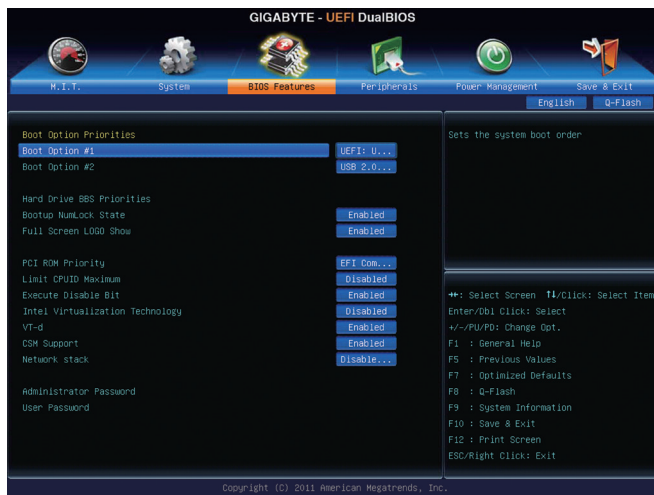 GIGABYTE - UEFI DualBIOS
M.I.T. System BIOS Features Peripherals Power Management Save & Exit
English Q-Flash
Boot Option Priorities
Boot Option #1 UEFI: U...
Boot Option #2 USB 2.0...
Hard Drive BBS Priorities
Bootup NumLock State Enabled
Full Screen LOGO Show Enabled
PCI ROM Priority EFI Com...
Limit CPUID Maximum Disabled
Execute Disable Bit Enabled
Intel Virtualization Technology Disabled
VT-d Enabled
CSM Support Enabled
Network stack Disable...
Administrator Password
User Password
Sets the system boot order
→←: Select Screen ↑↓/Click: Select Item
Enter/Dbl Click: Select
+/-/PU/PD: Change Opt.
F1 : General Help
F5 : Previous Values
F7 : Optimized Defaults
F8 : Q-Flash
F9 : System Information
F10 : Save & Exit
F12 : Print Screen
ESC/Right Click: Exit
Copyright (C) 2011 American Megatrends, Inc.